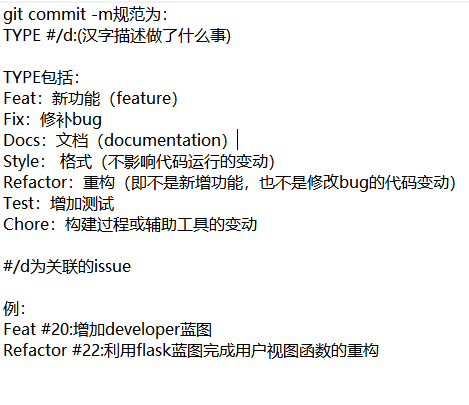 git commit -m规范为：
TYPE #/d:(汉字描述做了什么事)
TYPE包括：
Feat：新功能（feature）
Fix：修补bug
Docs：文档（documentation）
Style： 格式（不影响代码运行的变动）
Refactor：重构（即不是新增功能，也不是修改bug的代码变动）
Test：增加测试
Chore：构建过程或辅助工具的变动
#/d为关联的issue
例：
Feat #20:增加developer蓝图
Refactor #22:利用flask蓝图完成用户视图函数的重构